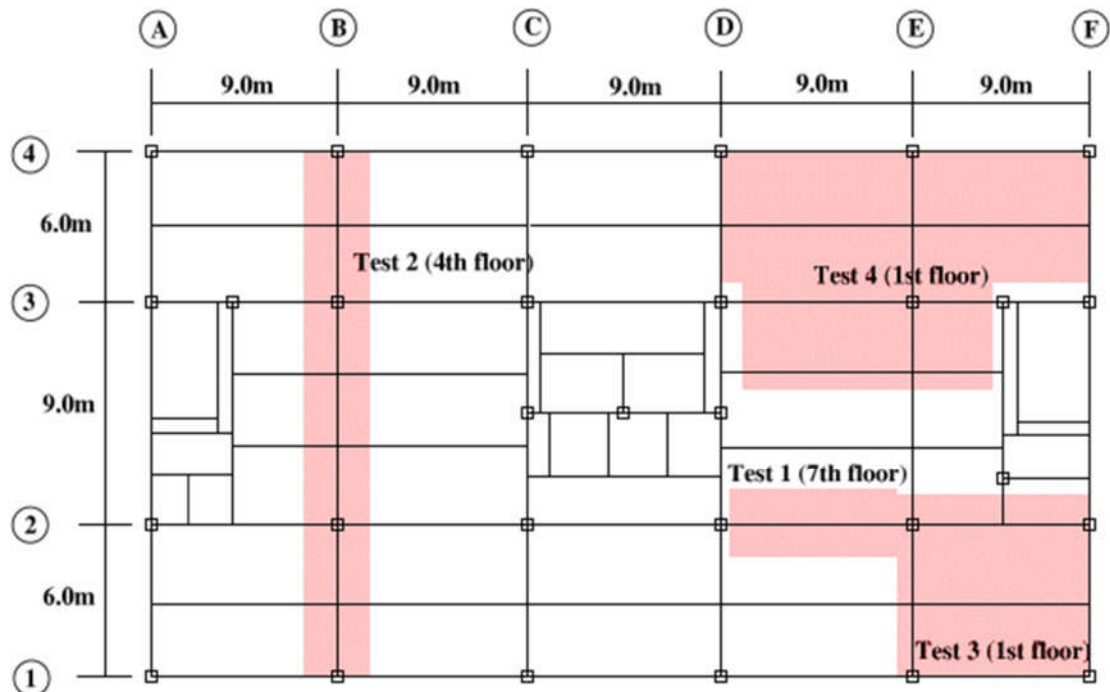 A B C D E F
9.0m 9.0m 9.0m 9.0m 9.0m
4
6.0m
Test 2 (4th floor)
Test 4 (1st floor)
3
9.0m
Test 1 (7th floor)
2
6.0m
Test 3 (1st floor)
1